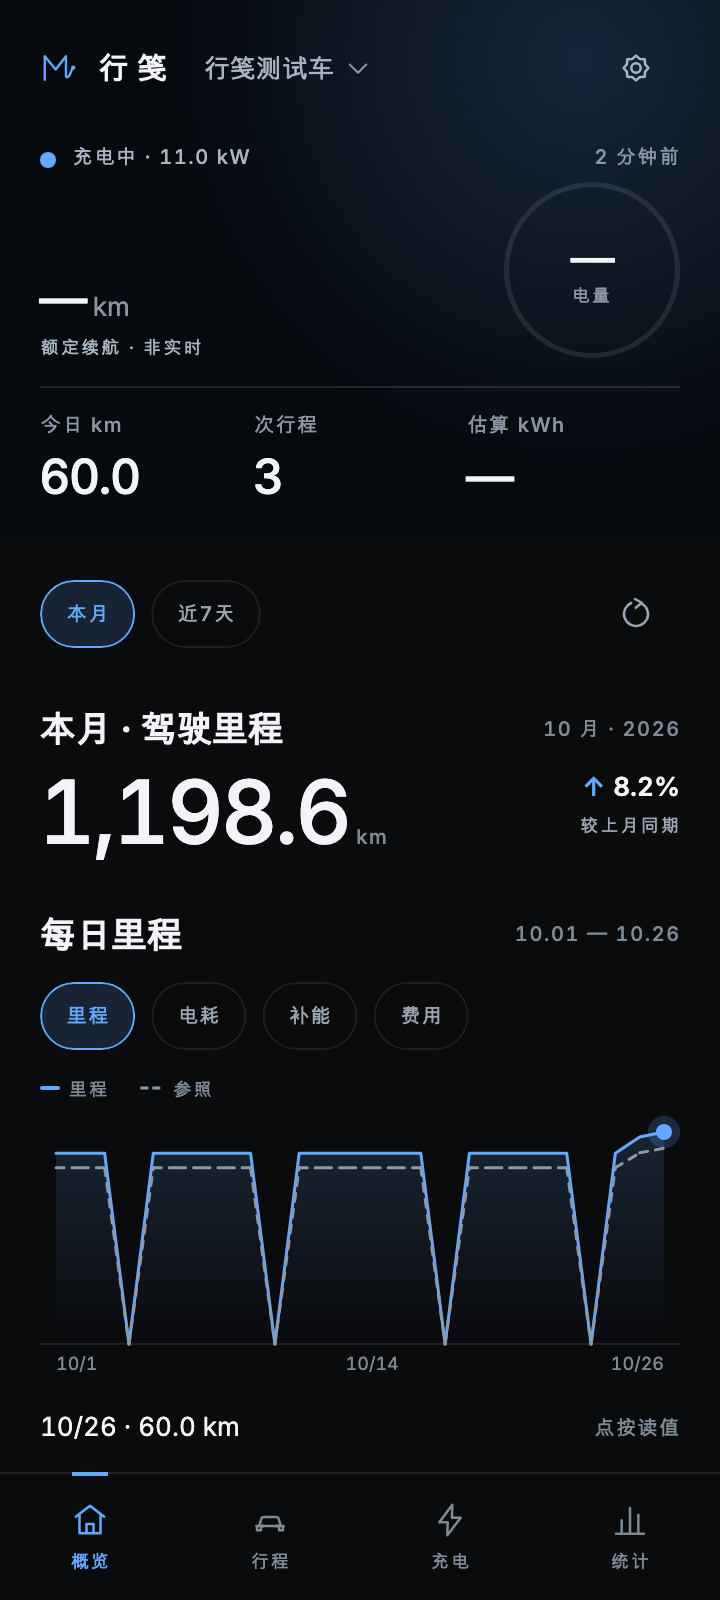 行笺 行笺测试车
充电中 · 11.0 kW 2 分钟前
— km
— 电量
额定续航 · 非实时
今日 km 次行程 估算 kWh
60.0 3 —
本月 近7天
本月 · 驾驶里程 10 月 · 2026
1,198.6 km ↑ 8.2%
较上月同期
每日里程 10.01 — 10.26
里程 电耗 补能 费用
里程 参照
10/1 10/14 10/26
10/26 · 60.0 km 点按读值
概览 行程 充电 统计